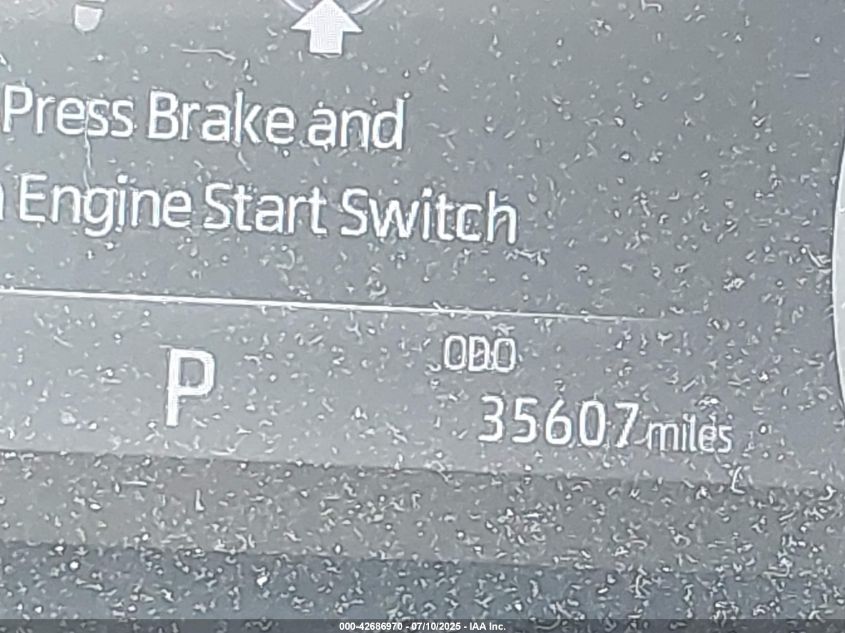 Press Brake and
Engine Start Switch
ODO
P
35607 miles
000-42686970 - 07/10/2025 - IAA Inc.